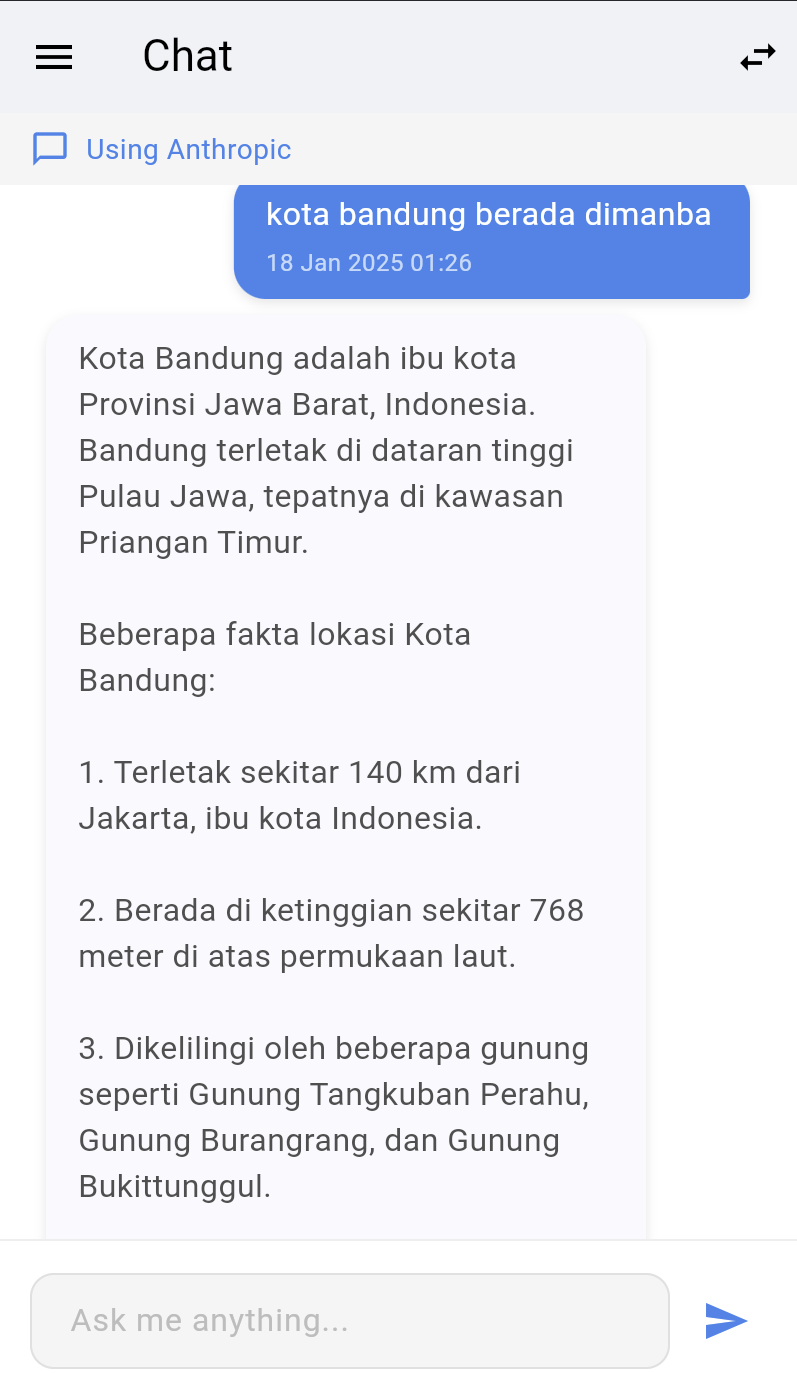 Chat
Using Anthropic
kota bandung berada dimanba
18 Jan 2025 01:26
Kota Bandung adalah ibu kota
Provinsi Jawa Barat, Indonesia.
Bandung terletak di dataran tinggi
Pulau Jawa, tepatnya di kawasan
Priangan Timur.
Beberapa fakta lokasi Kota
Bandung:
1. Terletak sekitar 140 km dari
Jakarta, ibu kota Indonesia.
2. Berada di ketinggian sekitar 768
meter di atas permukaan laut.
3. Dikelilingi oleh beberapa gunung
seperti Gunung Tangkuban Perahu,
Gunung Burangrang, dan Gunung
Bukittunggul.
Ask me anything...